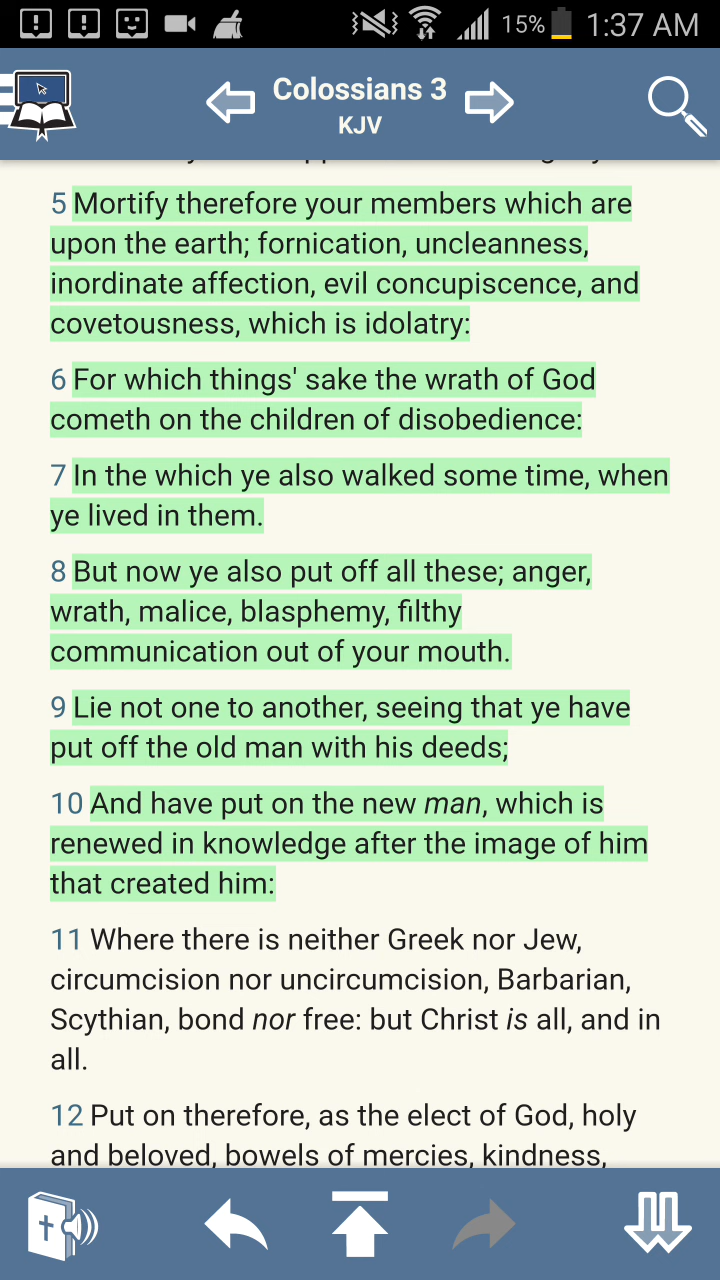 15% 1:37 AM
Colossians 3
KJV
5 Mortify therefore your members which are
upon the earth; fornication, uncleanness,
inordinate affection, evil concupiscence, and
covetousness, which is idolatry:
6 For which things' sake the wrath of God
cometh on the children of disobedience:
7 In the which ye also walked some time, when
ye lived in them.
8 But now ye also put off all these; anger,
wrath, malice, blasphemy, filthy
communication out of your mouth.
9 Lie not one to another, seeing that ye have
put off the old man with his deeds;
10 And have put on the new man, which is
renewed in knowledge after the image of him
that created him:
11 Where there is neither Greek nor Jew,
circumcision nor uncircumcision, Barbarian,
Scythian, bond nor free: but Christ is all, and in
all.
12 Put on therefore, as the elect of God, holy
and beloved, bowels of mercies, kindness,